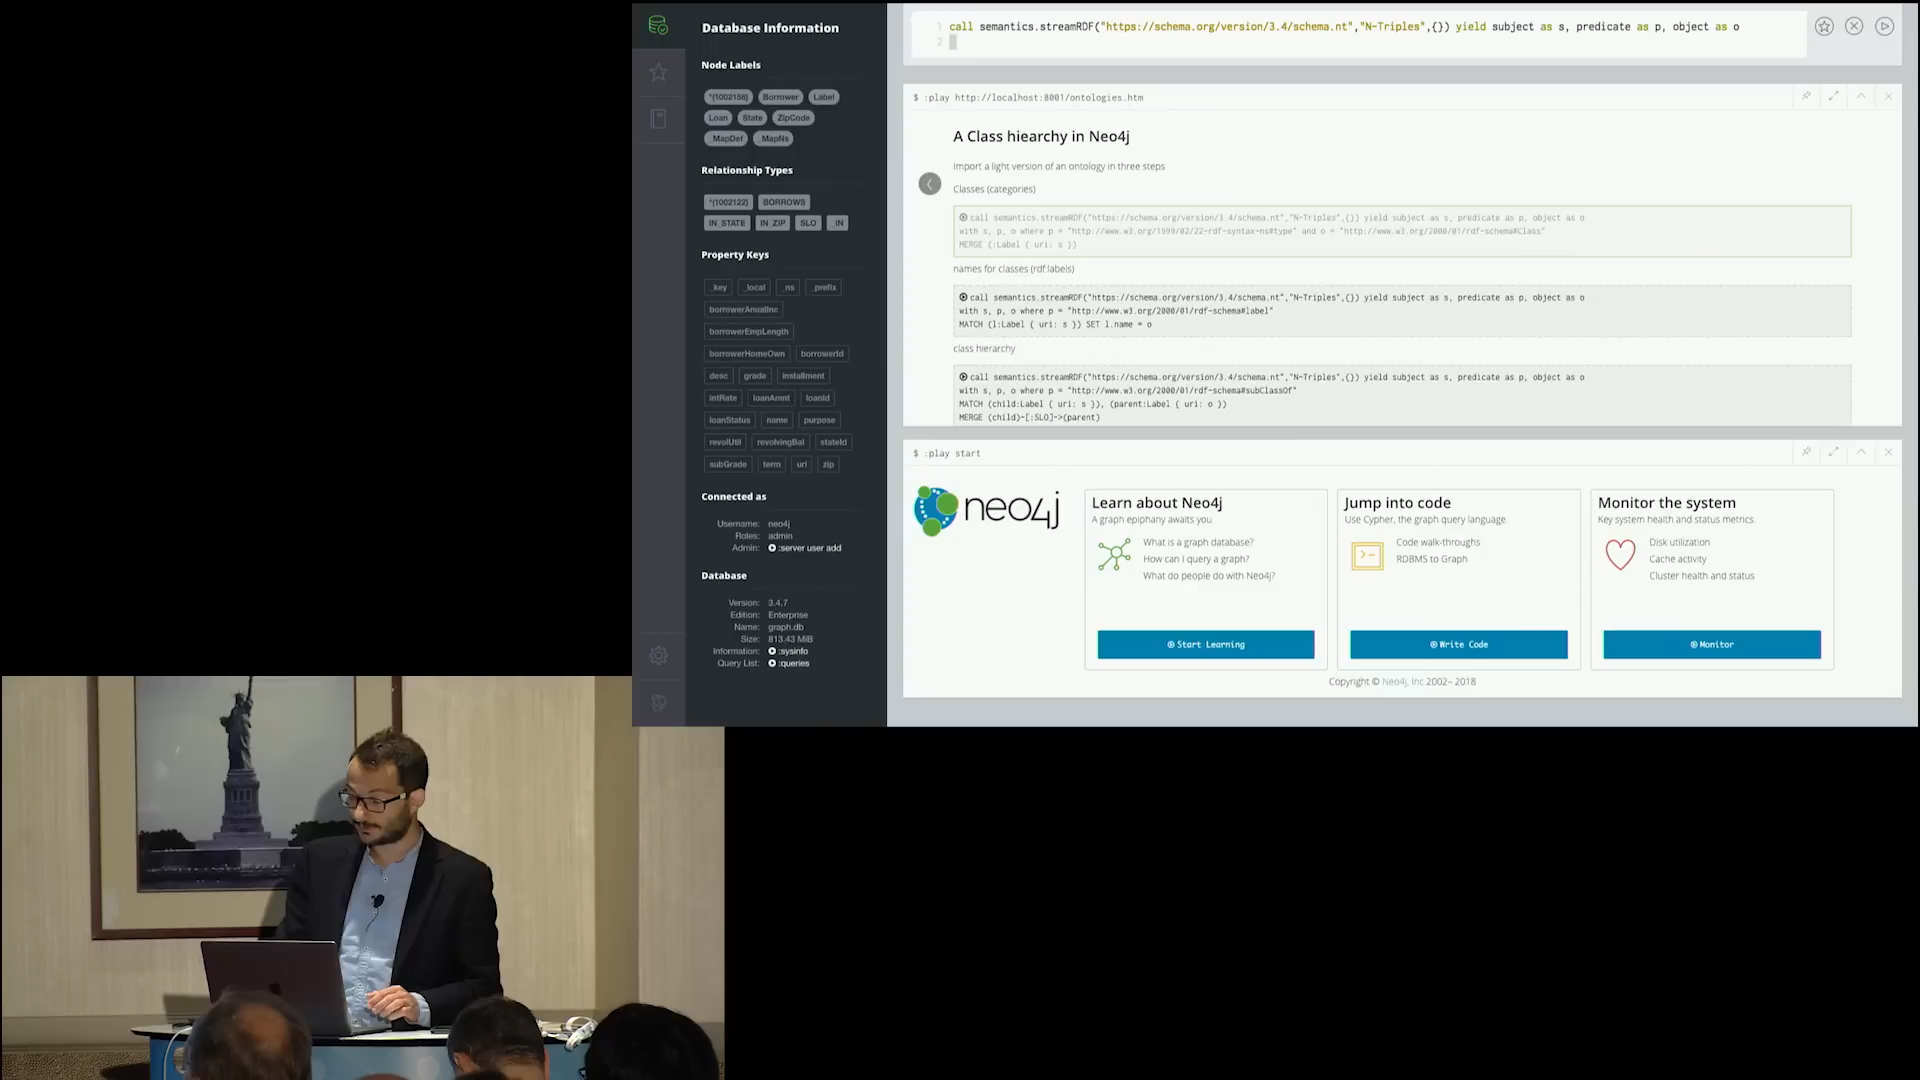 Database Information
Node Labels
*(1002158) Borrower Label
Loan State ZipCode
_MapDef _MapNs
Relationship Types
*(1002122) BORROWS
IN_STATE IN_ZIP SLO _IN
Property Keys
_key _local _ns _prefix
borrowerAnualInc
borrowerEmpLength
borrowerHomeOwn borrowerId
desc grade installment
intRate loanAmnt loanId
loanStatus name purpose
revolUtil revolvingBal stateId
subGrade term uri zip
Connected as
Username: neo4j
Roles: admin
Admin: :server user add
Database
Version: 3.4.7
Edition: Enterprise
Name: graph.db
Size: 813.43 MiB
Information: :sysinfo
Query List: :queries
1 call semantics.streamRDF("https://schema.org/version/3.4/schema.nt","N-Triples",{}) yield subject as s, predicate as p, object as o
2
$ :play http://localhost:8001/ontologies.htm
A Class hiearchy in Neo4j
Import a light version of an ontology in three steps
Classes (categories)
call semantics.streamRDF("https://schema.org/version/3.4/schema.nt","N-Triples",{}) yield subject as s, predicate as p, object as o
with s, p, o where p = "http://www.w3.org/1999/02/22-rdf-syntax-ns#type" and o = "http://www.w3.org/2000/01/rdf-schema#Class"
MERGE (:Label { uri: s })
names for classes (rdf:labels)
call semantics.streamRDF("https://schema.org/version/3.4/schema.nt","N-Triples",{}) yield subject as s, predicate as p, object as o
with s, p, o where p = "http://www.w3.org/2000/01/rdf-schema#label"
MATCH (l:Label { uri: s }) SET l.name = o
class hierarchy
call semantics.streamRDF("https://schema.org/version/3.4/schema.nt","N-Triples",{}) yield subject as s, predicate as p, object as o
with s, p, o where p = "http://www.w3.org/2000/01/rdf-schema#subClassOf"
MATCH (child:Label { uri: s }), (parent:Label { uri: o })
MERGE (child)-[:SLO]->(parent)
$ :play start
neo4j
Learn about Neo4j
A graph epiphany awaits you
What is a graph database?
How can I query a graph?
What do people do with Neo4j?
Start Learning
Jump into code
Use Cypher, the graph query language.
Code walk-throughs
RDBMS to Graph
Write Code
Monitor the system
Key system health and status metrics
Disk utilization
Cache activity
Cluster health and status
Monitor
Copyright © Neo4j, Inc 2002–2018